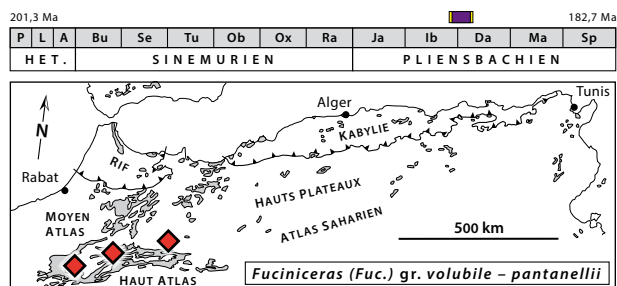 201,3 Ma 182,7 Ma
P L A Bu Se Tu Ob Ox Ra Ja Ib Da Ma Sp
HET. SINEMURIEN PLIENSBACHIEN
Tunis
Alger
N
KABYLIE
RIF
Rabat
HAUTS PLATEAUX
MOYEN
ATLAS
ATLAS SAHARIEN
500 km
HAUT ATLAS
Fuciniceras (Fuc.) gr. volubile – pantanellii